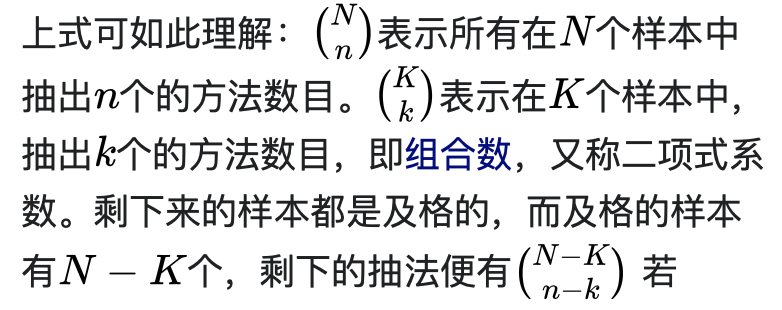 上式可如此理解：$\binom{N}{n}$表示所有在$N$个样本中
抽出$n$个的方法数目。$\binom{K}{k}$表示在$K$个样本中，
抽出$k$个的方法数目，即组合数，又称二项式系
数。剩下来的样本都是及格的，而及格的样本
有$N-K$个，剩下的抽法便有$\binom{N-K}{n-k}$ 若